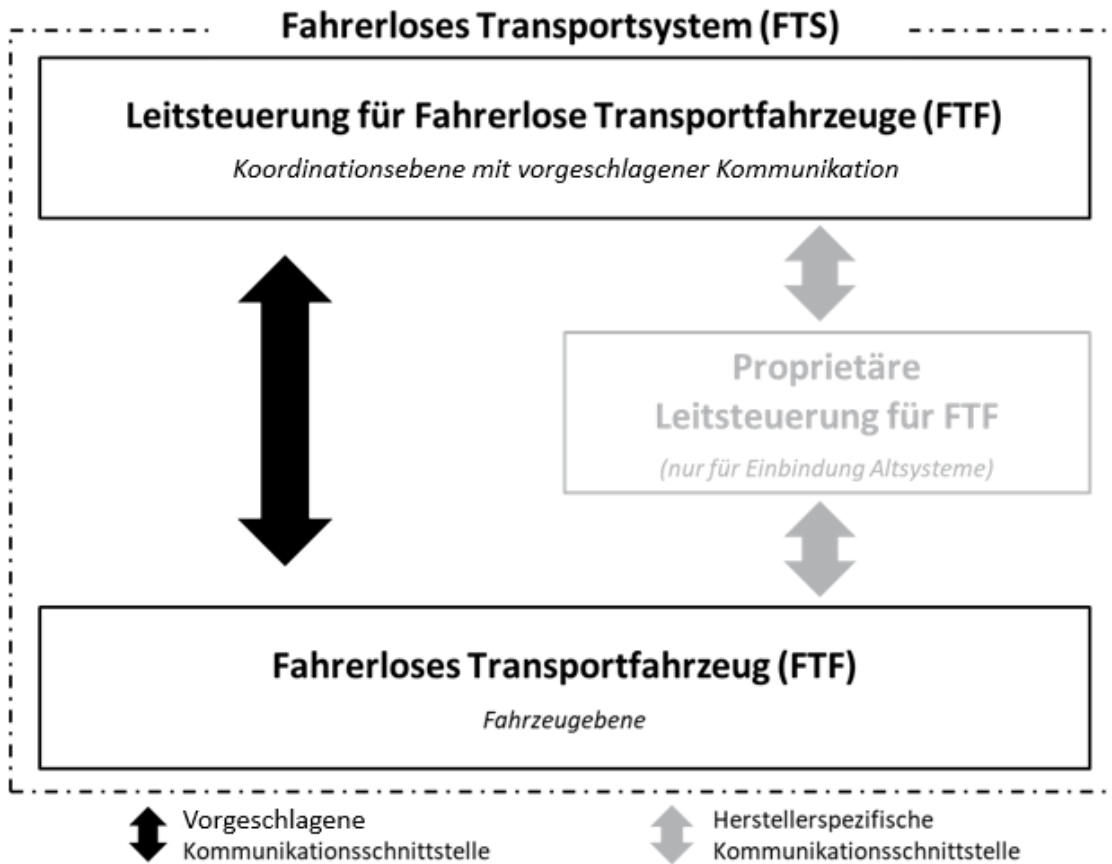 Fahrerloses Transportsystem (FTS)
Leitsteuerung für Fahrerlose Transportfahrzeuge (FTF)
Koordinationsebene mit vorgeschlagener Kommunikation
Proprietäre
Leitsteuerung für FTF
(nur für Einbindung Altsysteme)
Fahrerloses Transportfahrzeug (FTF)
Fahrzeugebene
Vorgeschlagene
Kommunikationsschnittstelle
Herstellerspezifische
Kommunikationsschnittstelle